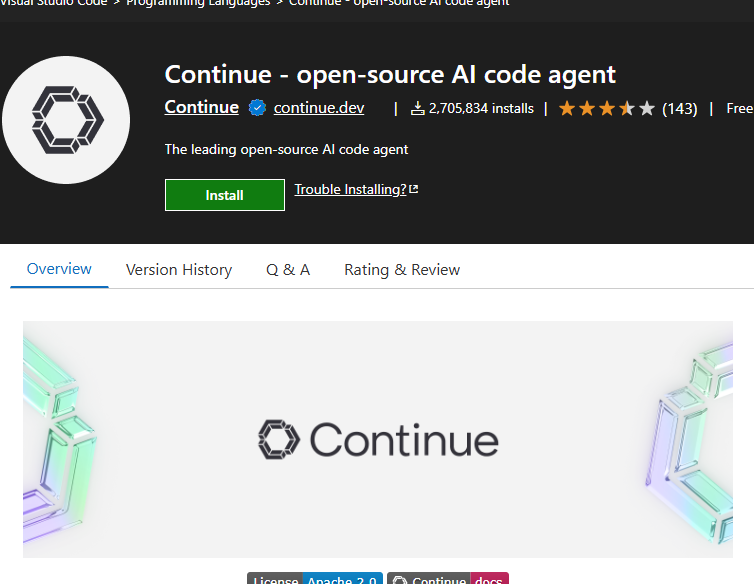 Visual Studio Code > Programming Languages > Continue - open-source AI code agent
Continue - open-source AI code agent
Continue continue.dev | 2,705,834 installs | (143) | Free
The leading open-source AI code agent
Install Trouble Installing?
Overview Version History Q & A Rating & Review
Continue
License Apache 2.0 Continue docs